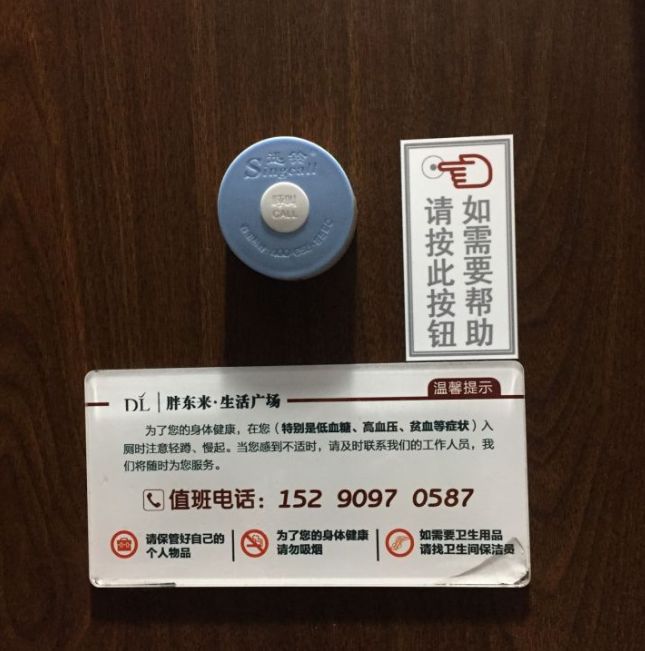 迅铃®
Singcall
呼叫
CALL
如需要帮助
请按此按钮
DL 胖东来·生活广场
温馨提示
为了您的身体健康，在您（特别是低血糖、高血压、贫血等症状）入
厕时注意轻蹲、慢起。当您感到不适时，请及时联系我们的工作人员，我
们将随时为您服务。
值班电话：152 9097 0587
请保管好自己的
个人物品
为了您的身体健康
请勿吸烟
如需要卫生用品
请找卫生间保洁员